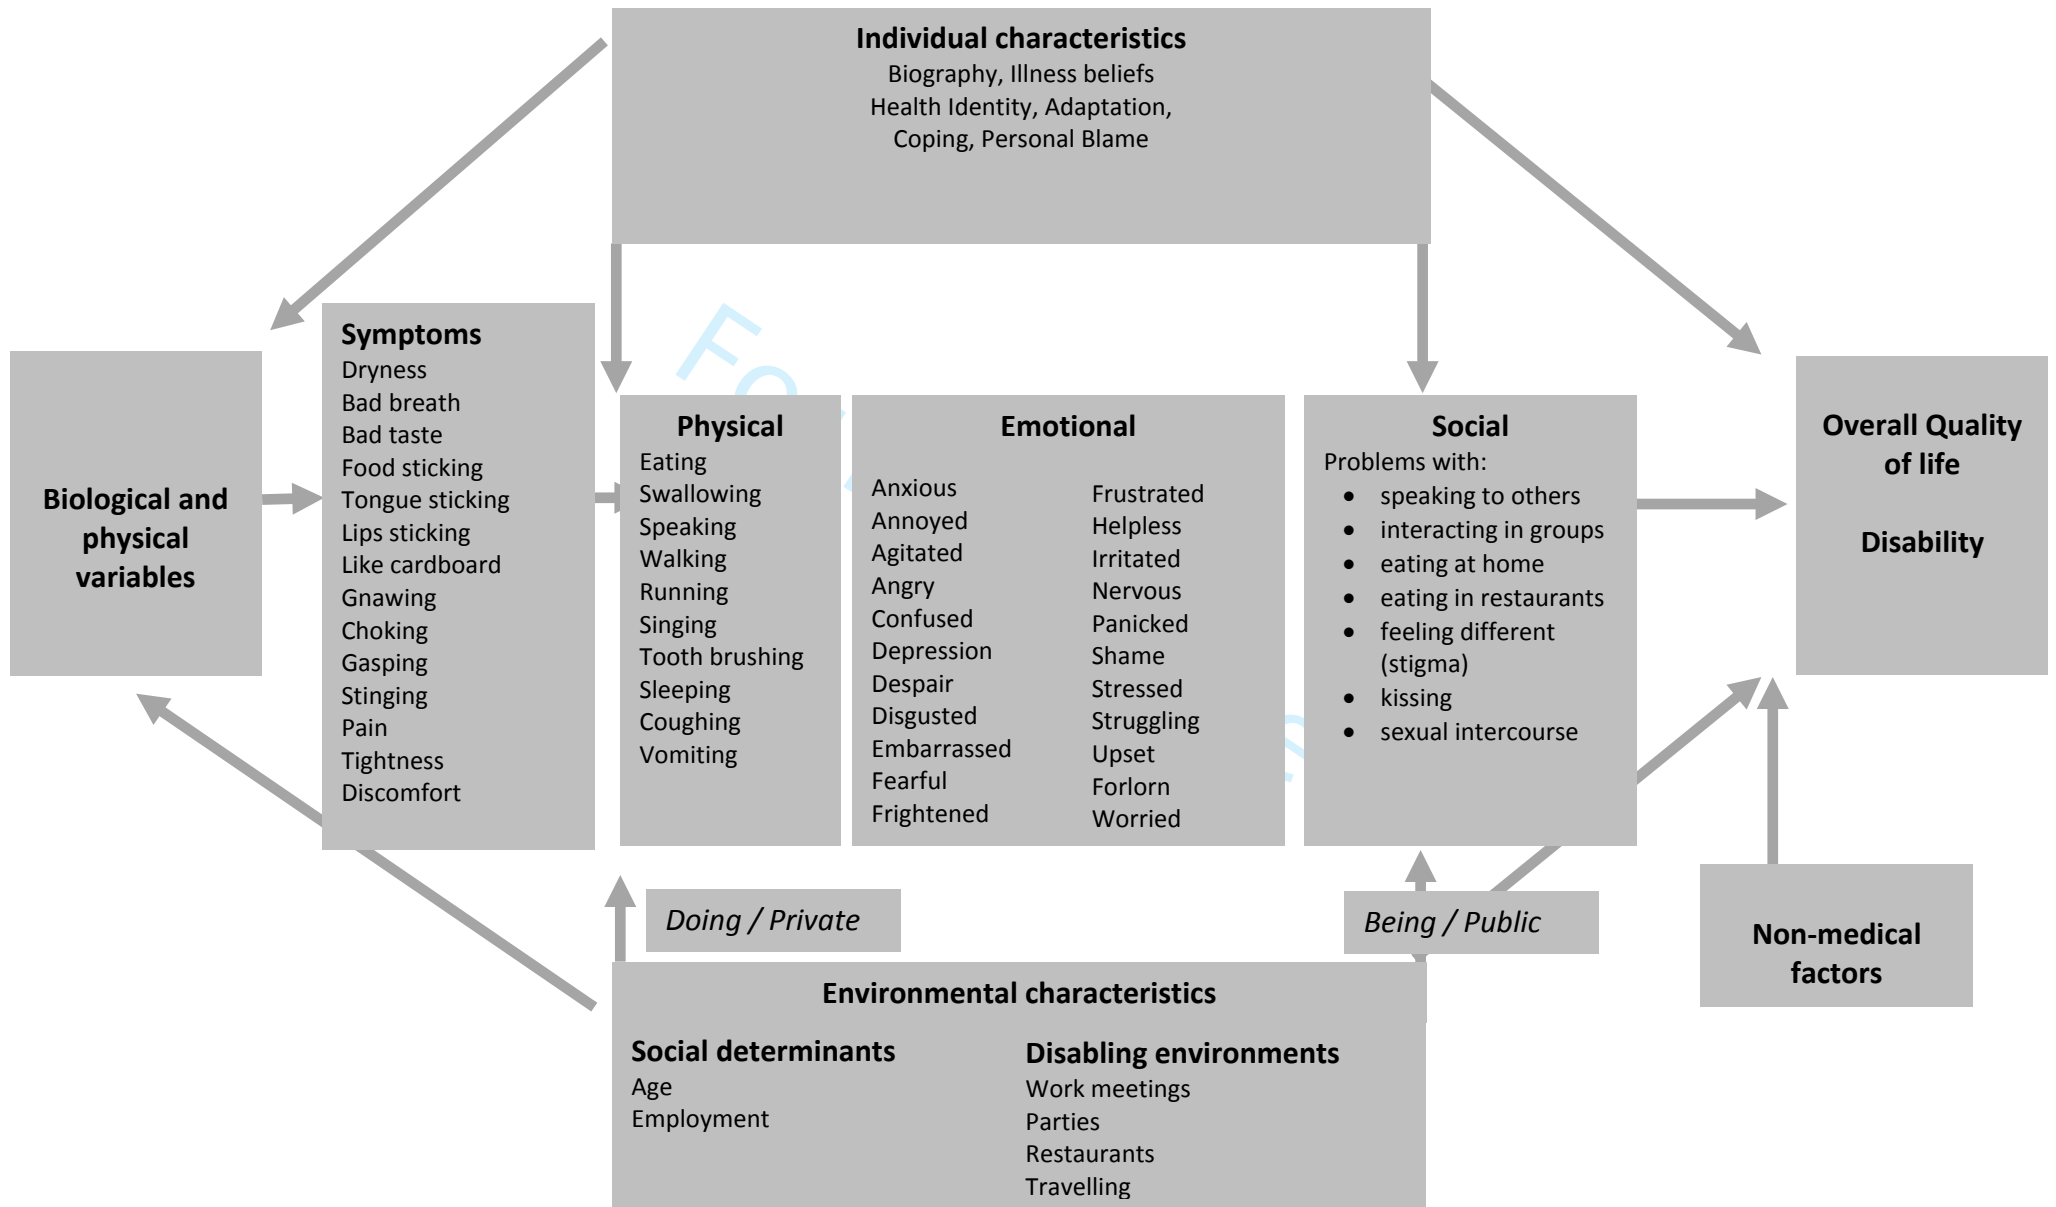 Individual characteristics
Biography, Illness beliefs
Health Identity, Adaptation,
Coping, Personal Blame
Biological and
physical
variables
Symptoms
Dryness
Bad breath
Bad taste
Food sticking
Tongue sticking
Lips sticking
Like cardboard
Gnawing
Choking
Gasping
Stinging
Pain
Tightness
Discomfort
Physical
Eating
Swallowing
Speaking
Walking
Running
Singing
Tooth brushing
Sleeping
Coughing
Vomiting
Emotional
Anxious
Annoyed
Agitated
Angry
Confused
Depression
Despair
Disgusted
Embarrassed
Fearful
Frightened
Frustrated
Helpless
Irritated
Nervous
Panicked
Shame
Stressed
Struggling
Upset
Forlorn
Worried
Social
Problems with:
• speaking to others
• interacting in groups
• eating at home
• eating in restaurants
• feeling different
(stigma)
• kissing
• sexual intercourse
Overall Quality
of life
Disability
Doing / Private
Being / Public
Non-medical
factors
Environmental characteristics
Social determinants
Age
Employment
Disabling environments
Work meetings
Parties
Restaurants
Travelling